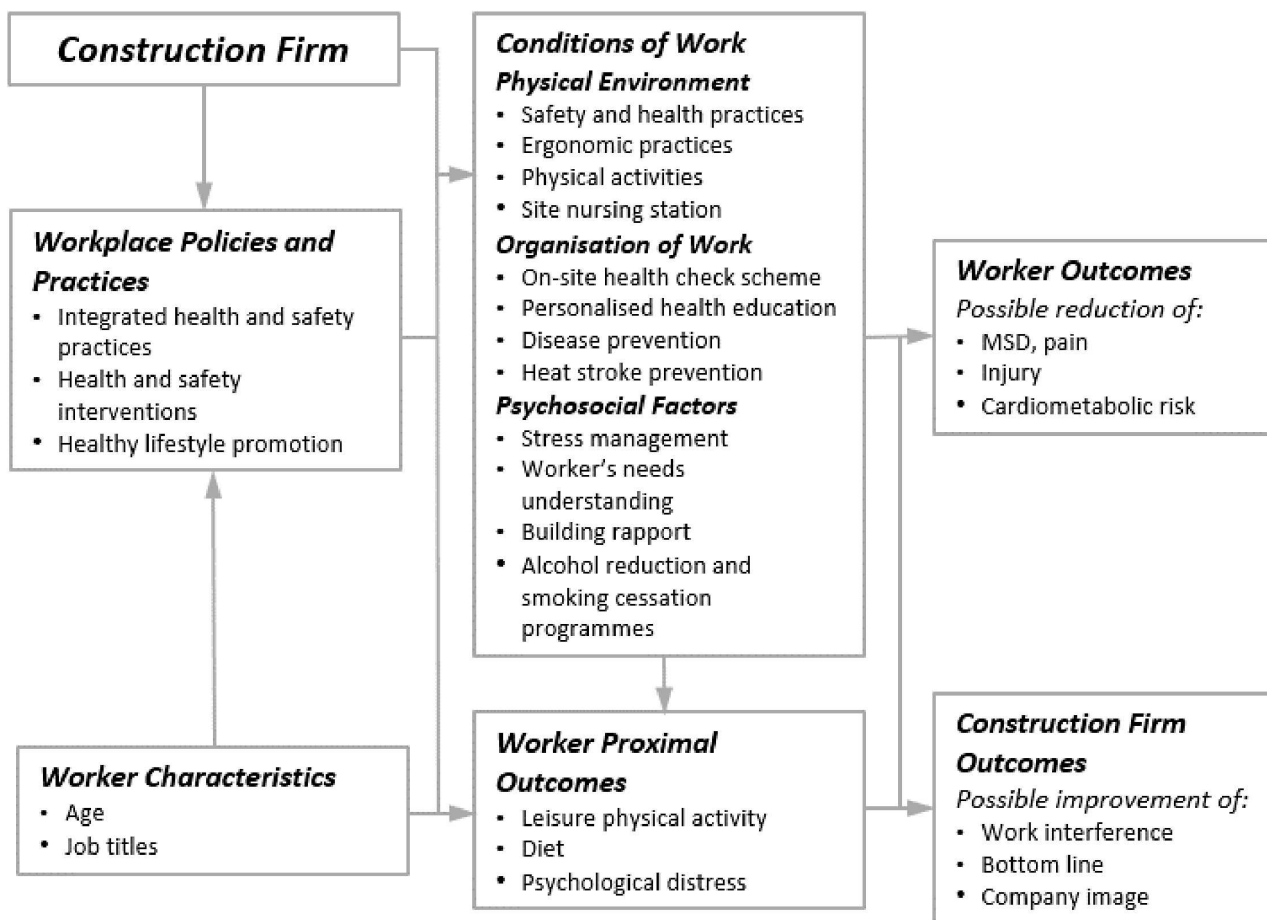 Construction Firm
Workplace Policies and
Practices
• Integrated health and safety
practices
• Health and safety
interventions
• Healthy lifestyle promotion
Worker Characteristics
• Age
• Job titles
Conditions of Work
Physical Environment
• Safety and health practices
• Ergonomic practices
• Physical activities
• Site nursing station
Organisation of Work
• On-site health check scheme
• Personalised health education
• Disease prevention
• Heat stroke prevention
Psychosocial Factors
• Stress management
• Worker's needs
understanding
• Building rapport
• Alcohol reduction and
smoking cessation
programmes
Worker Proximal
Outcomes
• Leisure physical activity
• Diet
• Psychological distress
Worker Outcomes
Possible reduction of:
• MSD, pain
• Injury
• Cardiometabolic risk
Construction Firm
Outcomes
Possible improvement of:
• Work interference
• Bottom line
• Company image